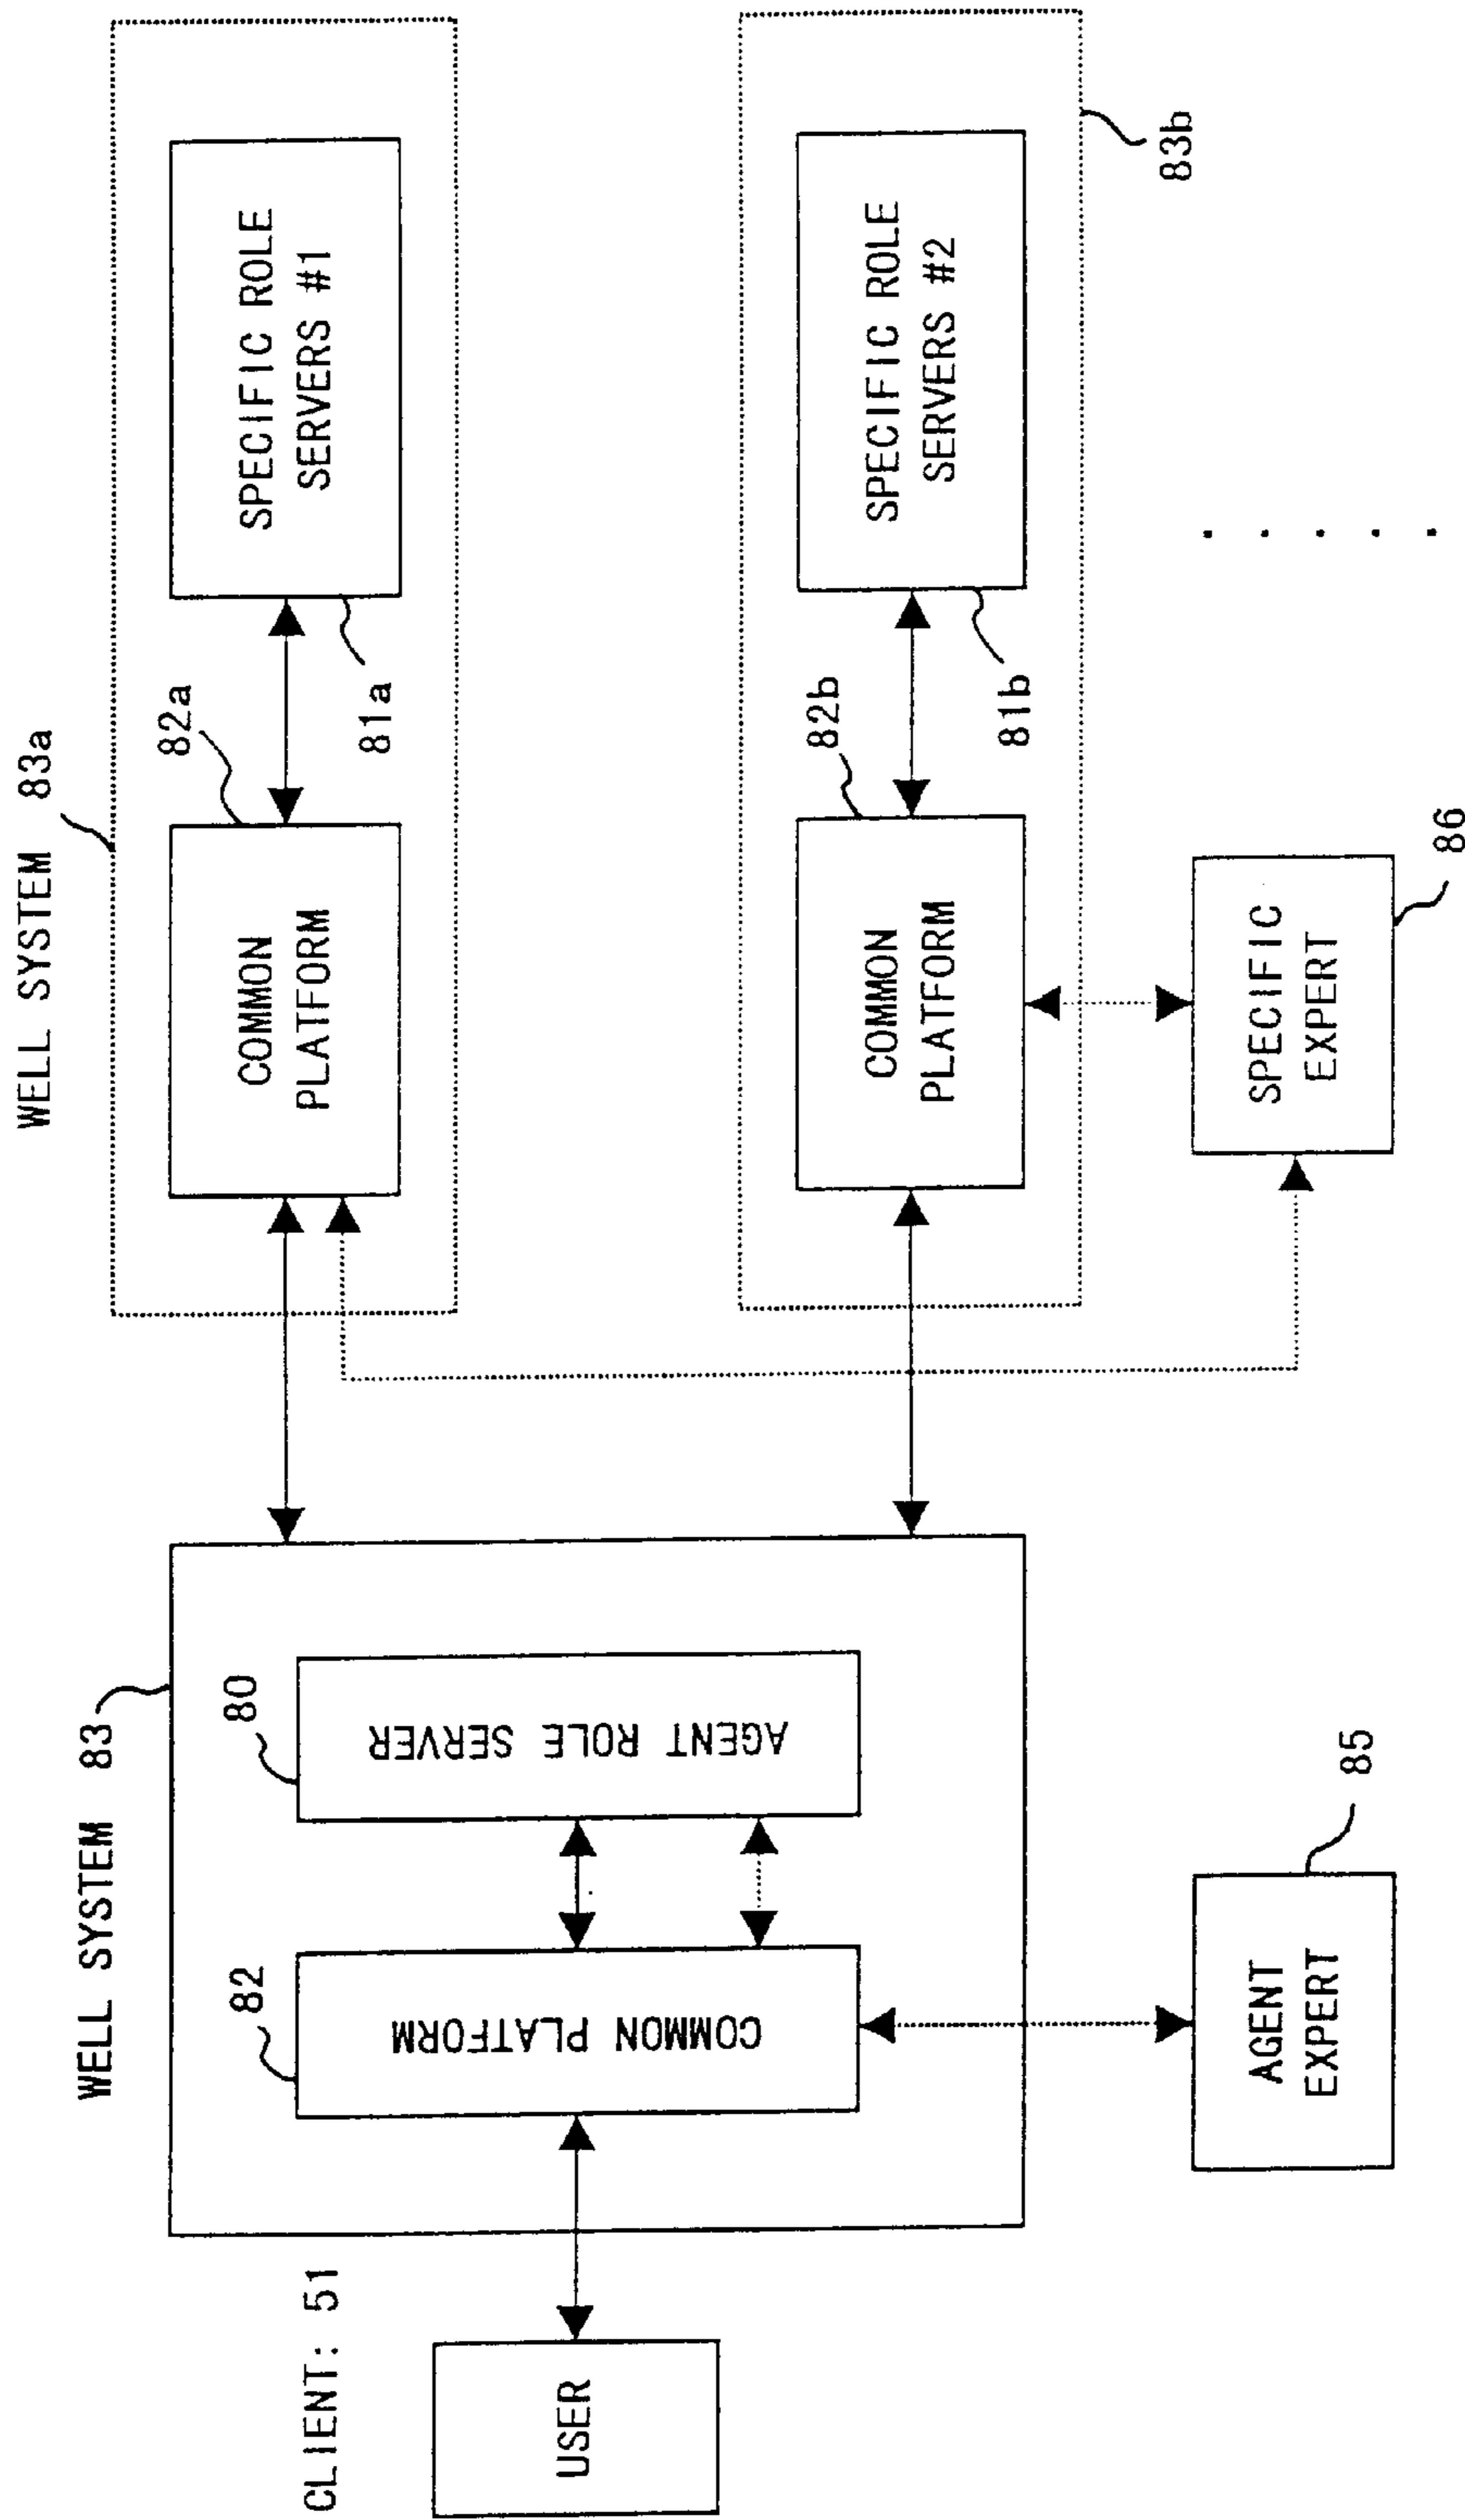 CLIENT: 51
USER
WELL SYSTEM 83
82
COMMON PLATFORM
80
AGENT ROLE SERVER
AGENT
EXPERT
85
WELL SYSTEM 83a
COMMON
PLATFORM
82a
81a
SPECIFIC ROLE
SERVERS #1
COMMON
PLATFORM
82b
81b
SPECIFIC ROLE
SERVERS #2
83b
SPECIFIC
EXPERT
86
. . . . .